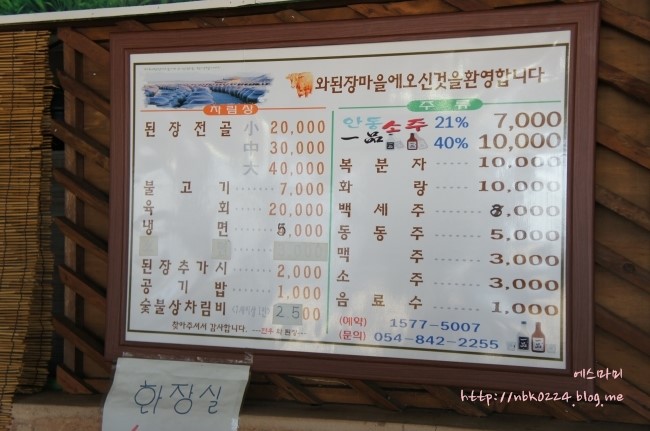 와된장마을에오신것을환영합니다
차림상
된장전골 小 20,000
中 30,000
大 40,000
불고기 7,000
육회 20,000
냉면 5,000
된장추가시 2,000
공기밥 1,000
숯불상차림비 2500
찾아주셔서 감사합니다.
주류
안동 소주 21% 7,000
一品 40% 10,000
복분자 10,000
화랑 10,000
백세주 8,000
동동주 5,000
맥주 3,000
소주 3,000
음료수 1,000
(예약) 1577-5007
(문의) 054-842-2255
화장실
에스마미
http://nbk0224.blog.me